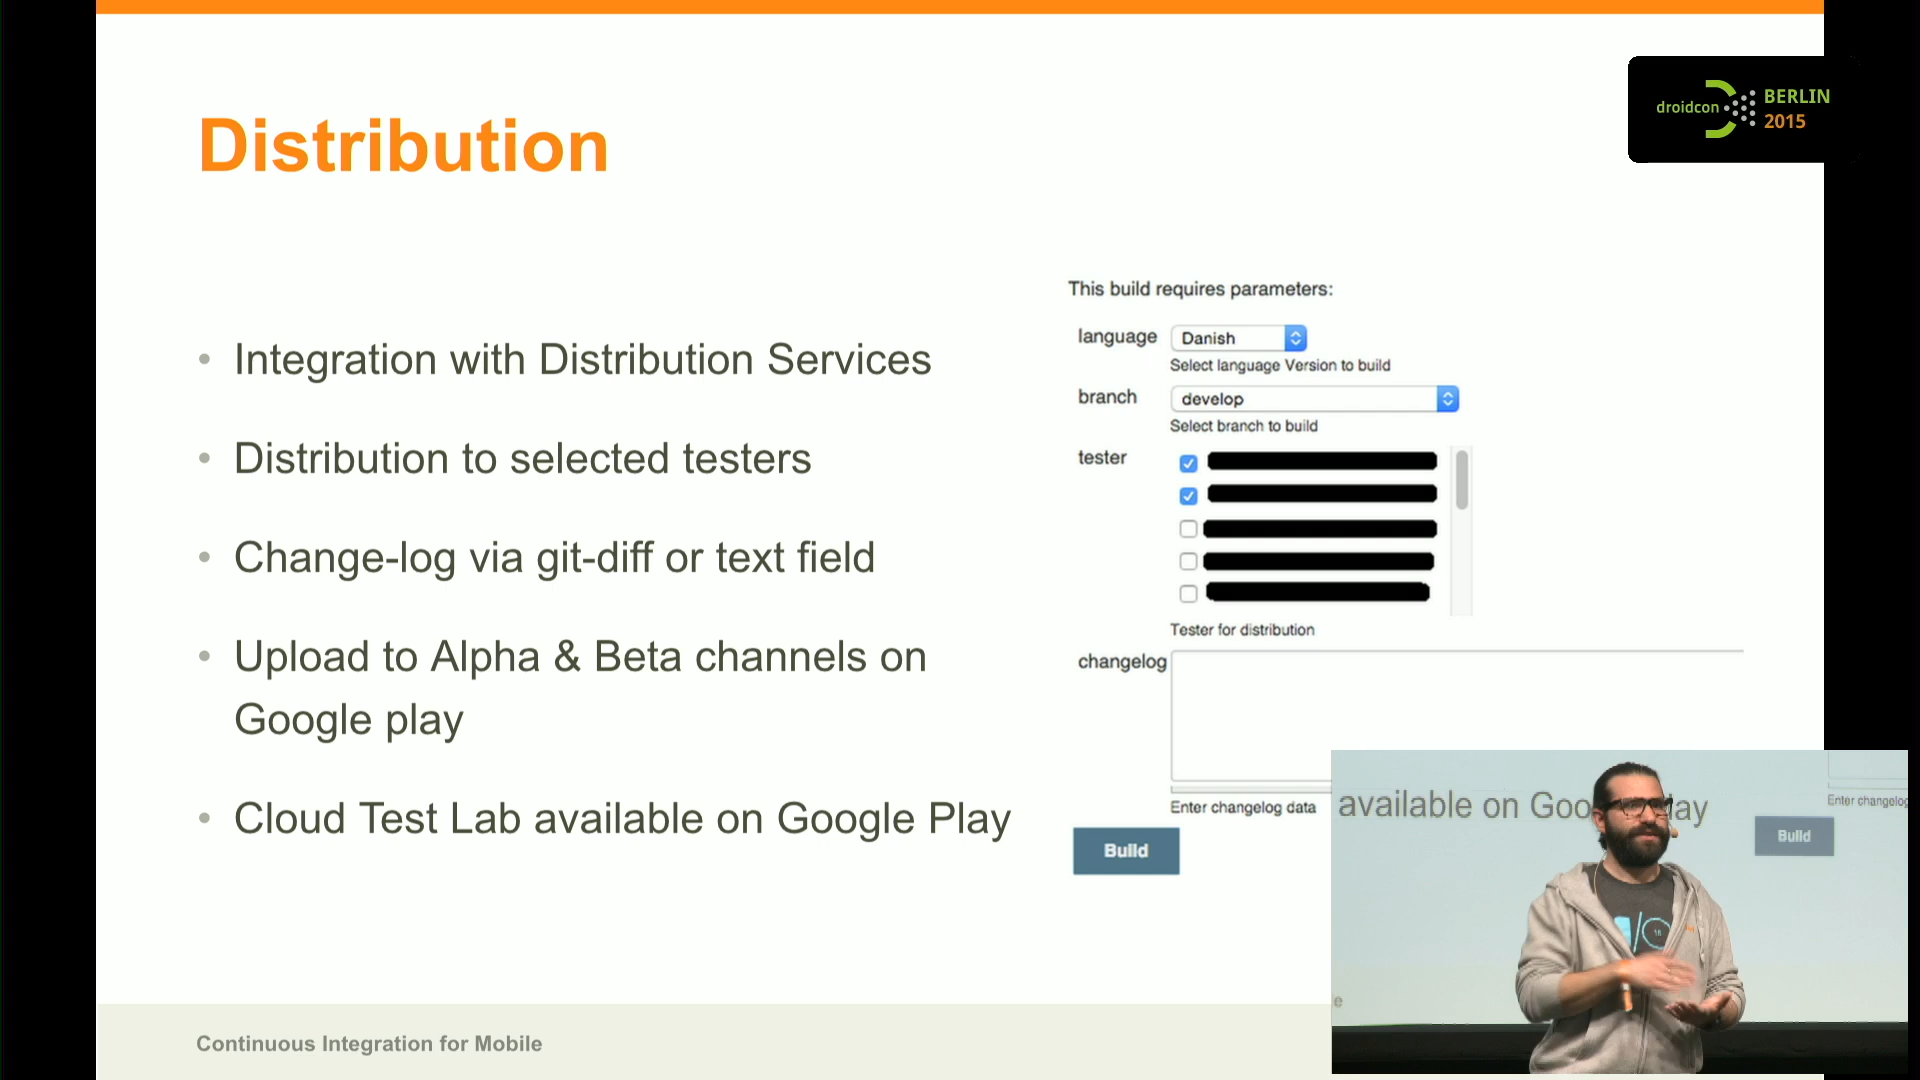 droidcon
BERLIN
2015
Distribution
• Integration with Distribution Services
• Distribution to selected testers
• Change-log via git-diff or text field
• Upload to Alpha & Beta channels on
Google play
• Cloud Test Lab available on Google Play
This build requires parameters:
language Danish
Select language Version to build
branch develop
Select branch to build
tester
Tester for distribution
changelog
Enter changelog data
Build
Continuous Integration for Mobile
available on Goo lay
Enter changelog
Build
I/O